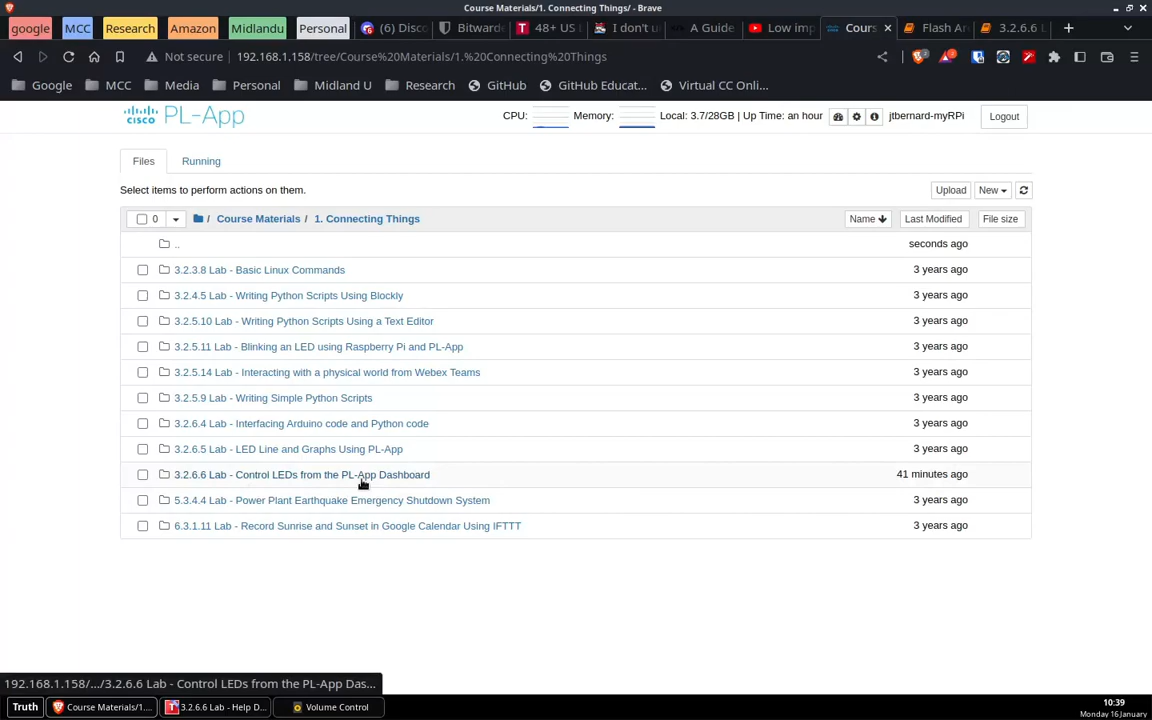 Course Materials/1. Connecting Things/ - Brave
google MCC Research Amazon Midlandu Personal (6) Disc Bitwarde 48+ US I don't u A Guide Low imp Cours Flash Ar 3.2.6.6 L
Not secure 192.168.1.158/tree/Course%20Materials/1.%20Connecting%20Things
Google MCC Media Personal Midland U Research GitHub GitHub Educat... Virtual CC Onli...
CISCO PL-App CPU: Memory: Local: 3.7/28GB | Up Time: an hour jtbernard-myRPi Logout
Files Running
Select items to perform actions on them. Upload New
0 / Course Materials / 1. Connecting Things Name Last Modified File size
.. seconds ago
3.2.3.8 Lab - Basic Linux Commands 3 years ago
3.2.4.5 Lab - Writing Python Scripts Using Blockly 3 years ago
3.2.5.10 Lab - Writing Python Scripts Using a Text Editor 3 years ago
3.2.5.11 Lab - Blinking an LED using Raspberry Pi and PL-App 3 years ago
3.2.5.14 Lab - Interacting with a physical world from Webex Teams 3 years ago
3.2.5.9 Lab - Writing Simple Python Scripts 3 years ago
3.2.6.4 Lab - Interfacing Arduino code and Python code 3 years ago
3.2.6.5 Lab - LED Line and Graphs Using PL-App 3 years ago
3.2.6.6 Lab - Control LEDs from the PL-App Dashboard 41 minutes ago
5.3.4.4 Lab - Power Plant Earthquake Emergency Shutdown System 3 years ago
6.3.1.11 Lab - Record Sunrise and Sunset in Google Calendar Using IFTTT 3 years ago
192.168.1.158/.../3.2.6.6 Lab - Control LEDs from the PL-App Das...
Truth Course Materials/1.... 3.2.6.6 Lab - Help D... Volume Control 10:39
Monday 16 January